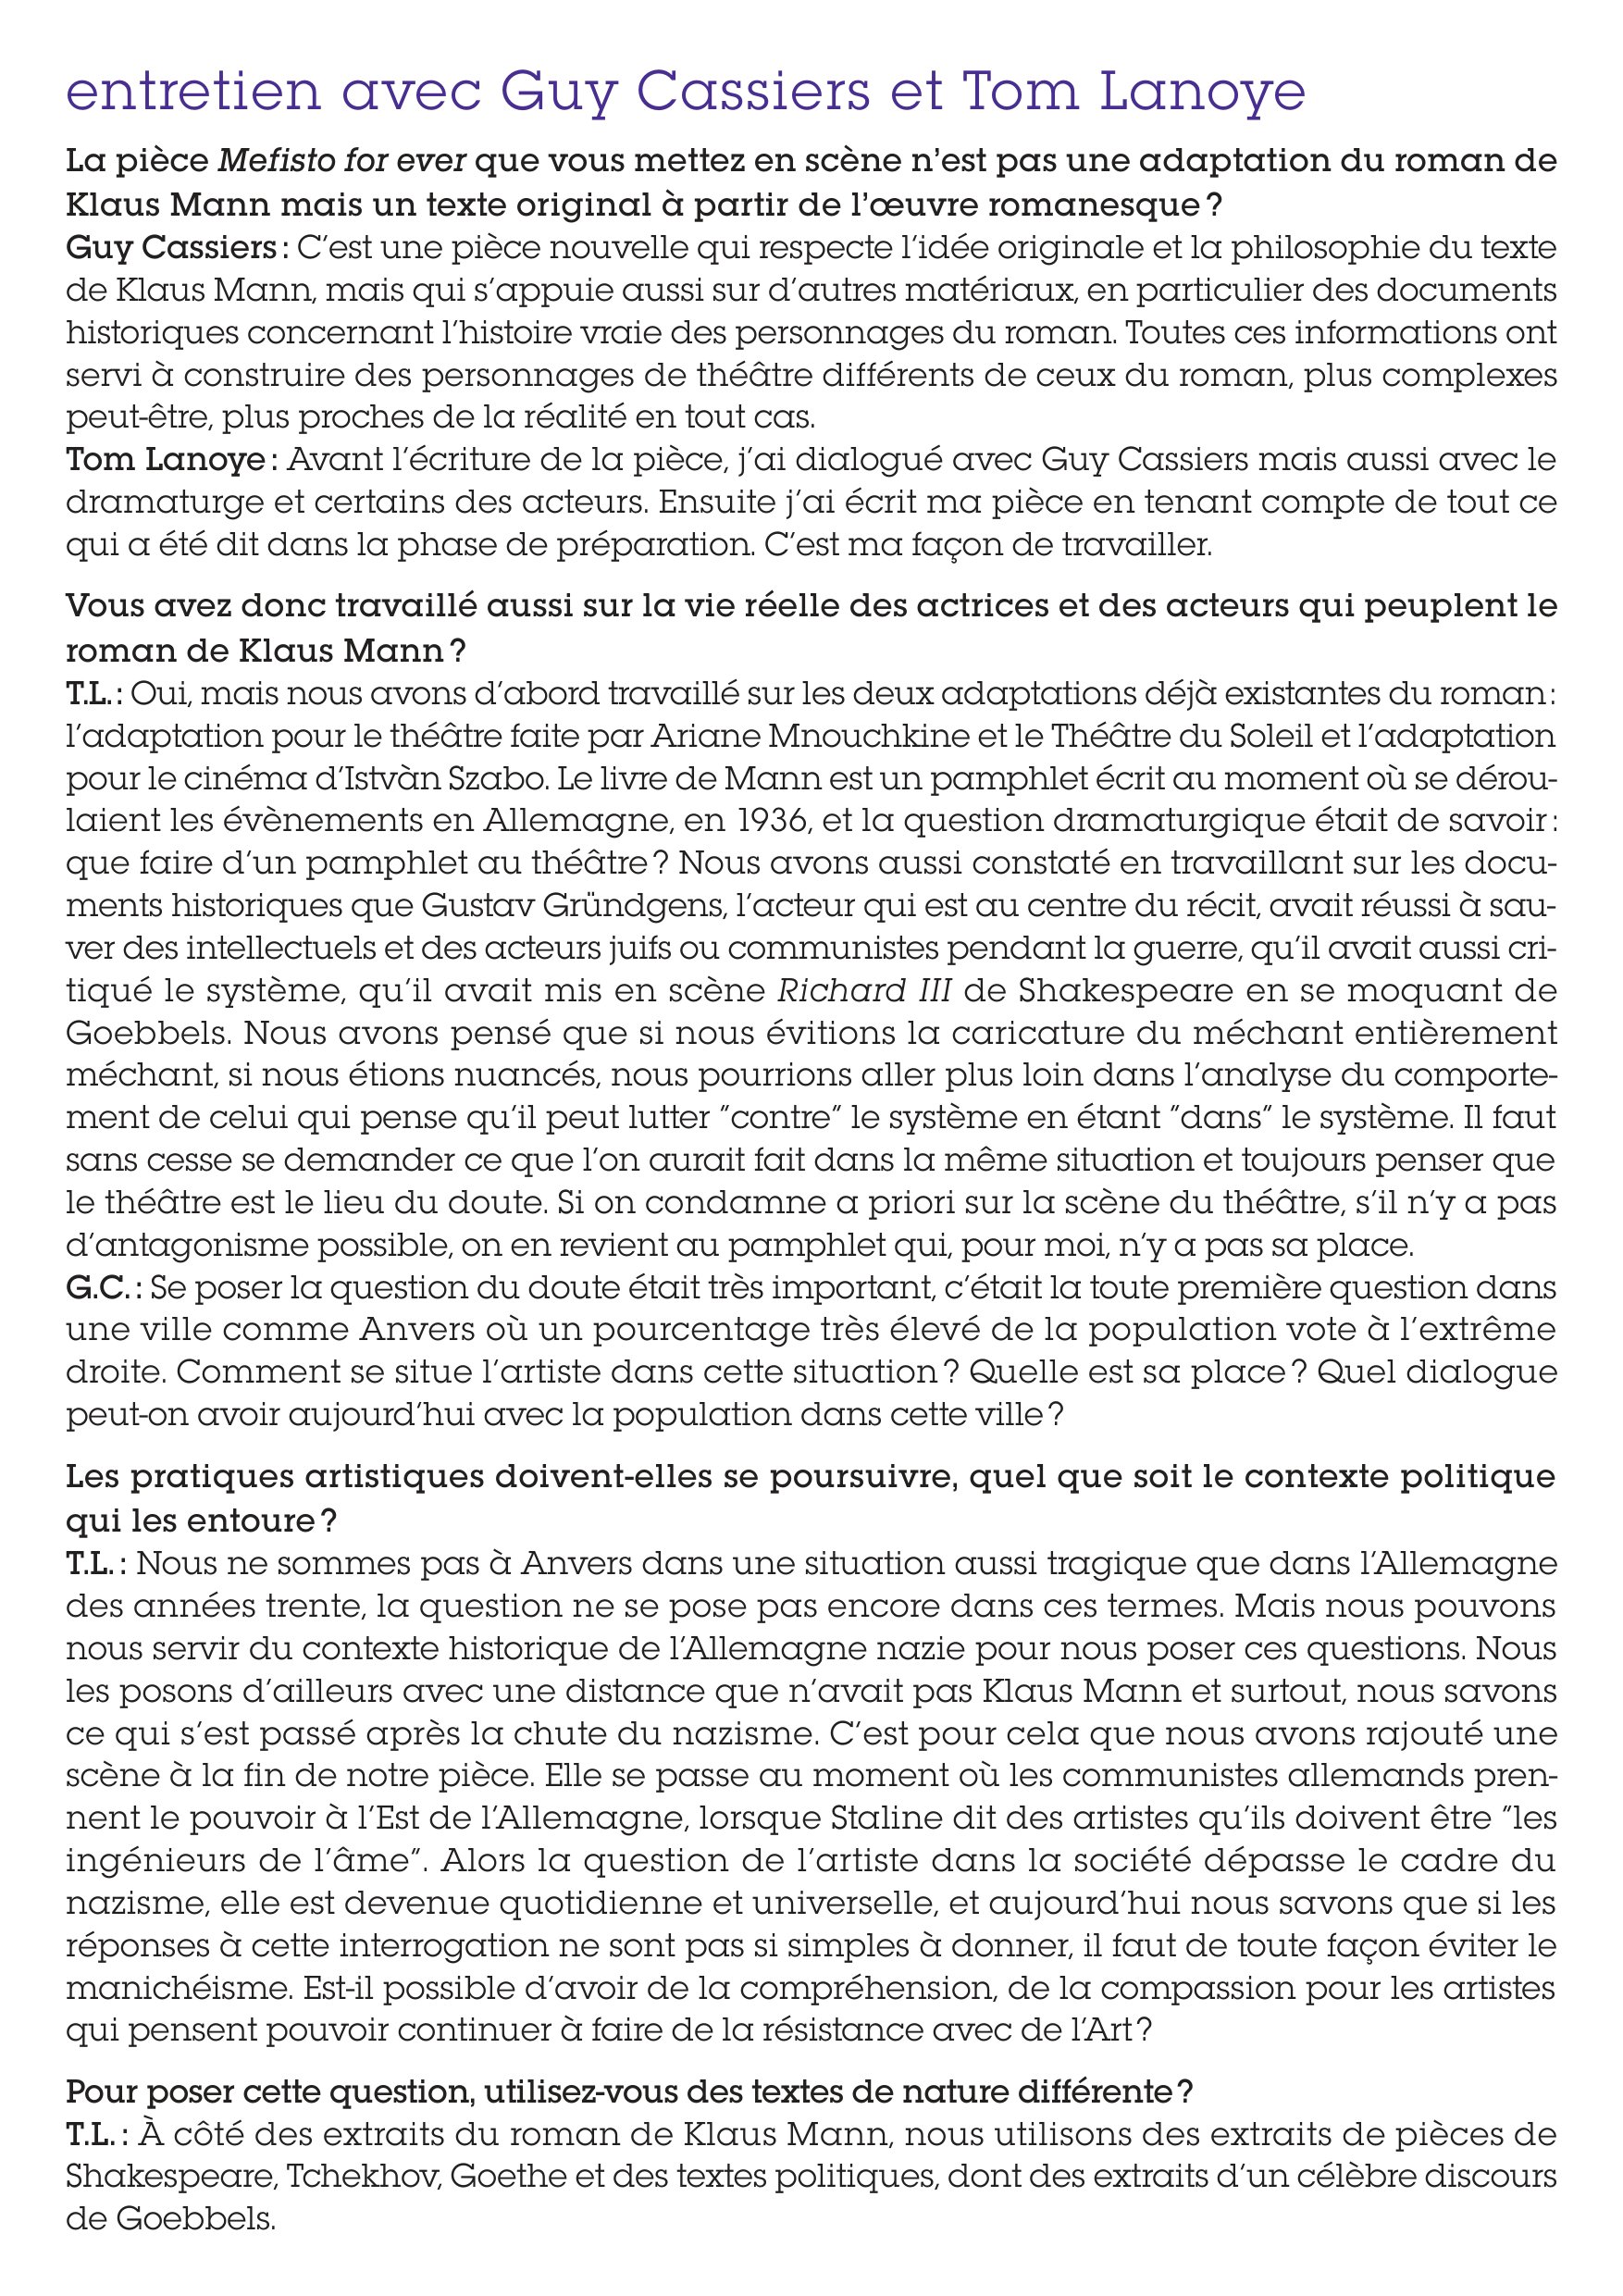 entretien avec Guy Cassiers et Tom Lanoye
La pièce Mefisto for ever que vous mettez en scène n’est pas une adaptation du roman de
Klaus Mann mais un texte original à partir de l’œuvre romanesque ?
Guy Cassiers : C’est une pièce nouvelle qui respecte l’idée originale et la philosophie du texte
de Klaus Mann, mais qui s’appuie aussi sur d’autres matériaux, en particulier des documents
historiques concernant l’histoire vraie des personnages du roman. Toutes ces informations ont
servi à construire des personnages de théâtre différents de ceux du roman, plus complexes
peut-être, plus proches de la réalité en tout cas.
Tom Lanoye : Avant l’écriture de la pièce, j’ai dialogué avec Guy Cassiers mais aussi avec le
dramaturge et certains des acteurs. Ensuite j’ai écrit ma pièce en tenant compte de tout ce
qui a été dit dans la phase de préparation. C’est ma façon de travailler.
Vous avez donc travaillé aussi sur la vie réelle des actrices et des acteurs qui peuplent le
roman de Klaus Mann ?
T.L. : Oui, mais nous avons d’abord travaillé sur les deux adaptations déjà existantes du roman :
l’adaptation pour le théâtre faite par Ariane Mnouchkine et le Théâtre du Soleil et l’adaptation
pour le cinéma d’Istvàn Szabo. Le livre de Mann est un pamphlet écrit au moment où se dérou-
laient les évènements en Allemagne, en 1936, et la question dramaturgique était de savoir :
que faire d’un pamphlet au théâtre ? Nous avons aussi constaté en travaillant sur les docu-
ments historiques que Gustav Gründgens, l’acteur qui est au centre du récit, avait réussi à sau-
ver des intellectuels et des acteurs juifs ou communistes pendant la guerre, qu’il avait aussi cri-
tiqué le système, qu’il avait mis en scène Richard III de Shakespeare en se moquant de
Goebbels. Nous avons pensé que si nous évitions la caricature du méchant entièrement
méchant, si nous étions nuancés, nous pourrions aller plus loin dans l’analyse du comporte-
ment de celui qui pense qu’il peut lutter ”contre” le système en étant ”dans” le système. Il faut
sans cesse se demander ce que l’on aurait fait dans la même situation et toujours penser que
le théâtre est le lieu du doute. Si on condamne a priori sur la scène du théâtre, s’il n’y a pas
d’antagonisme possible, on en revient au pamphlet qui, pour moi, n’y a pas sa place.
G.C. : Se poser la question du doute était très important, c’était la toute première question dans
une ville comme Anvers où un pourcentage très élevé de la population vote à l’extrême
droite. Comment se situe l’artiste dans cette situation ? Quelle est sa place ? Quel dialogue
peut-on avoir aujourd’hui avec la population dans cette ville ?
Les pratiques artistiques doivent-elles se poursuivre, quel que soit le contexte politique
qui les entoure ?
T.L. : Nous ne sommes pas à Anvers dans une situation aussi tragique que dans l’Allemagne
des années trente, la question ne se pose pas encore dans ces termes. Mais nous pouvons
nous servir du contexte historique de l’Allemagne nazie pour nous poser ces questions. Nous
les posons d’ailleurs avec une distance que n’avait pas Klaus Mann et surtout, nous savons
ce qui s’est passé après la chute du nazisme. C’est pour cela que nous avons rajouté une
scène à la fin de notre pièce. Elle se passe au moment où les communistes allemands pren-
nent le pouvoir à l’Est de l’Allemagne, lorsque Staline dit des artistes qu’ils doivent être ”les
ingénieurs de l’âme”. Alors la question de l’artiste dans la société dépasse le cadre du
nazisme, elle est devenue quotidienne et universelle, et aujourd’hui nous savons que si les
réponses à cette interrogation ne sont pas si simples à donner, il faut de toute façon éviter le
manichéisme. Est-il possible d’avoir de la compréhension, de la compassion pour les artistes
qui pensent pouvoir continuer à faire de la résistance avec de l’Art ?
Pour poser cette question, utilisez-vous des textes de nature différente ?
T.L. : À côté des extraits du roman de Klaus Mann, nous utilisons des extraits de pièces de
Shakespeare, Tchekhov, Goethe et des textes politiques, dont des extraits d’un célèbre discours
de Goebbels.